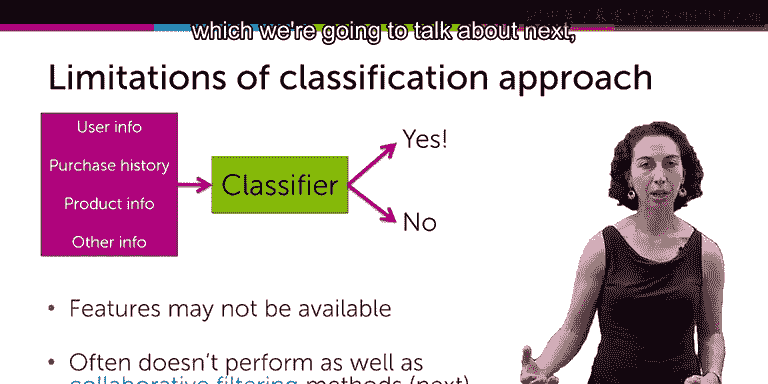 which we're going to talk about next,
Limitations of classification approach
User info
Purchase history
Product info
Other info
Classifier
Yes!
No
• Features may not be available
• Often doesn't perform as well as
collaborative filtering methods (next)